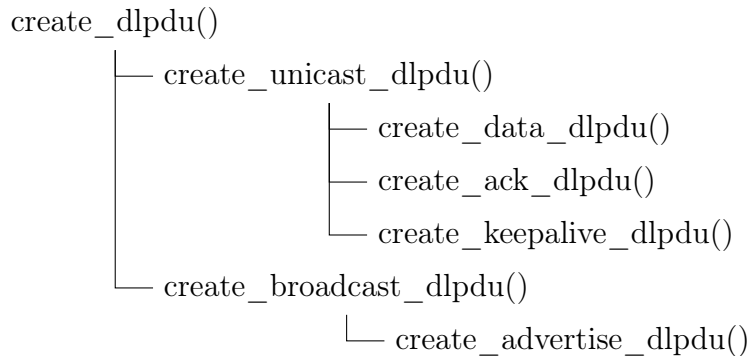 create_dlpdu()
create_unicast_dlpdu()
create_data_dlpdu()
create_ack_dlpdu()
create_keepalive_dlpdu()
create_broadcast_dlpdu()
create_advertise_dlpdu()